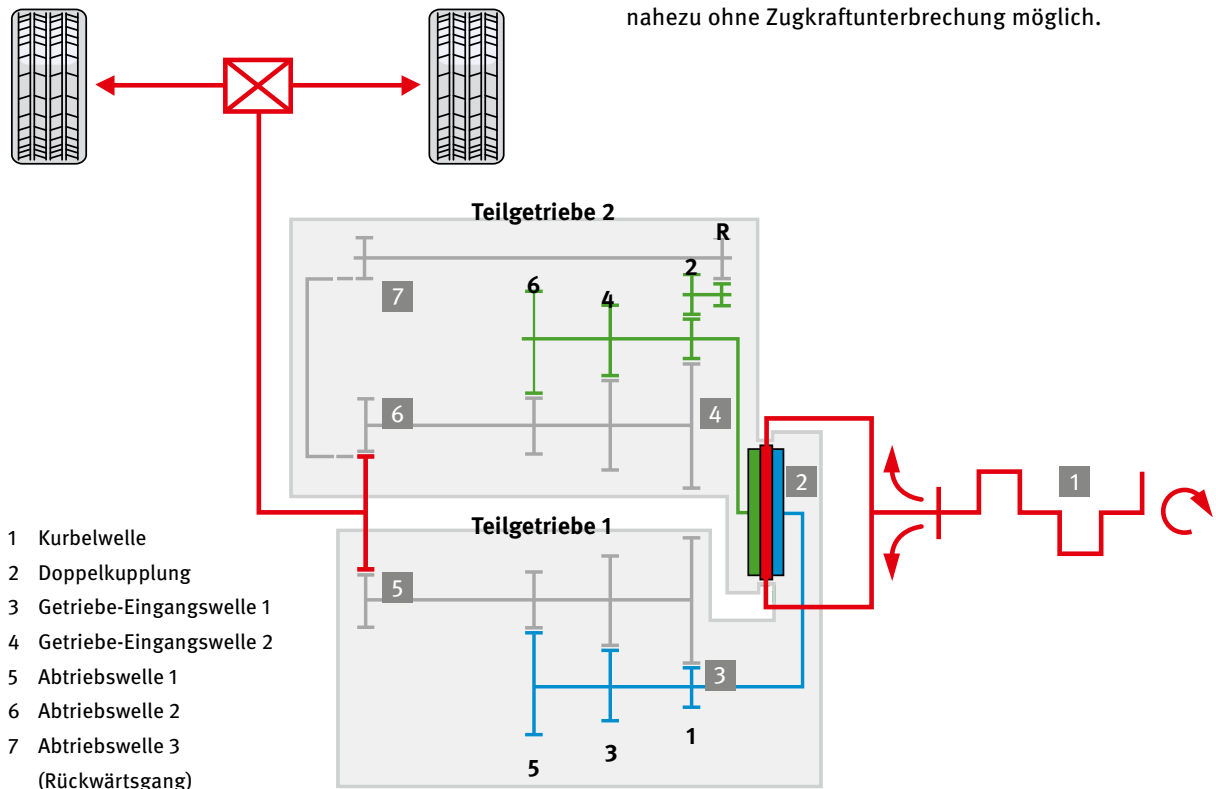 nahezu ohne Zugkraftunterbrechung möglich.
Teilgetriebe 2
R
2
6
4
7
6
4
2
1
Teilgetriebe 1
5
3
1
3
5
1 Kurbelwelle
2 Doppelkupplung
3 Getriebe-Eingangswelle 1
4 Getriebe-Eingangswelle 2
5 Abtriebswelle 1
6 Abtriebswelle 2
7 Abtriebswelle 3
(Rückwärtsgang)